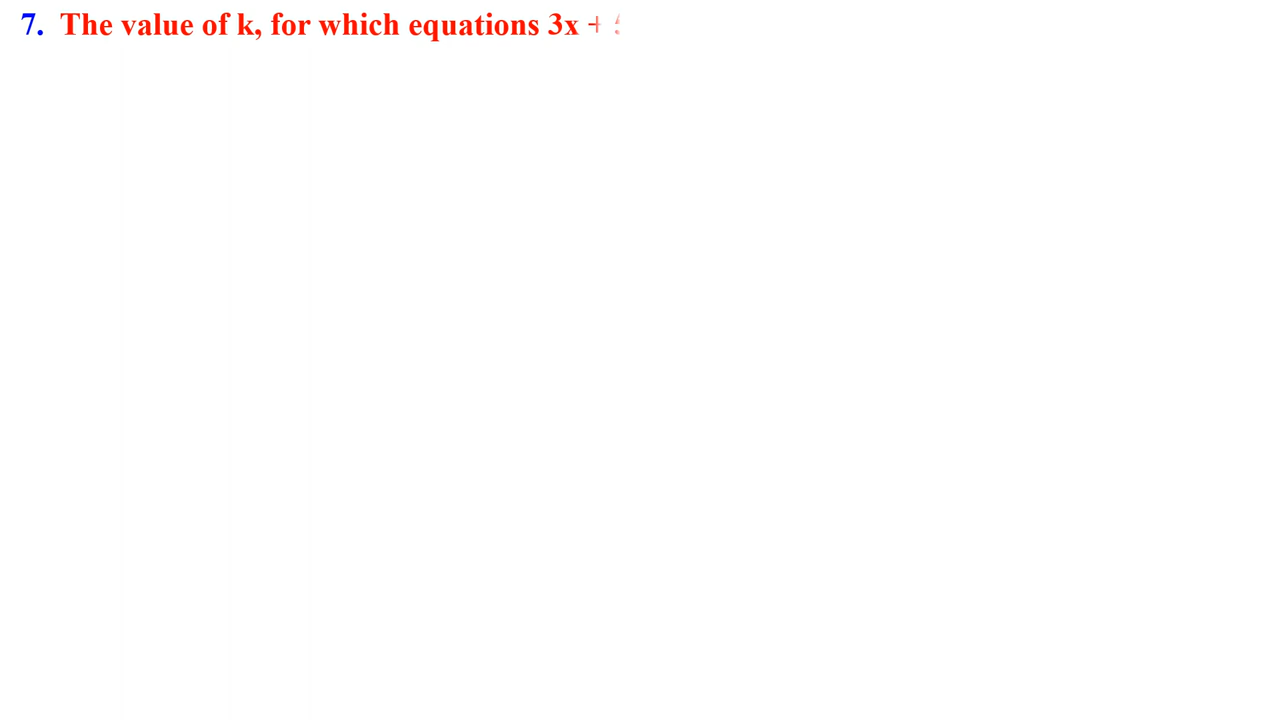 7. The value of k, for which equations 3x +